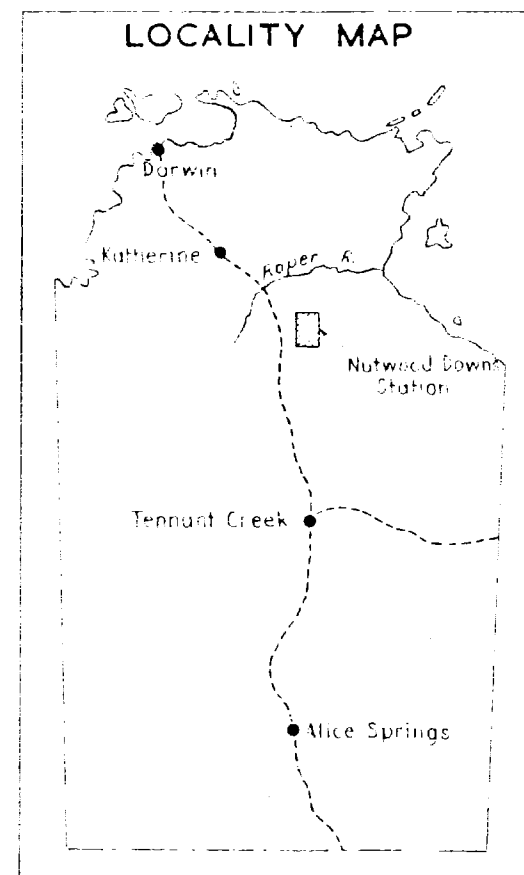 LOCALITY MAP
Darwin
Katherine
Roper R.
Nutwood Downs
Station
Tennant Creek
Alice Springs